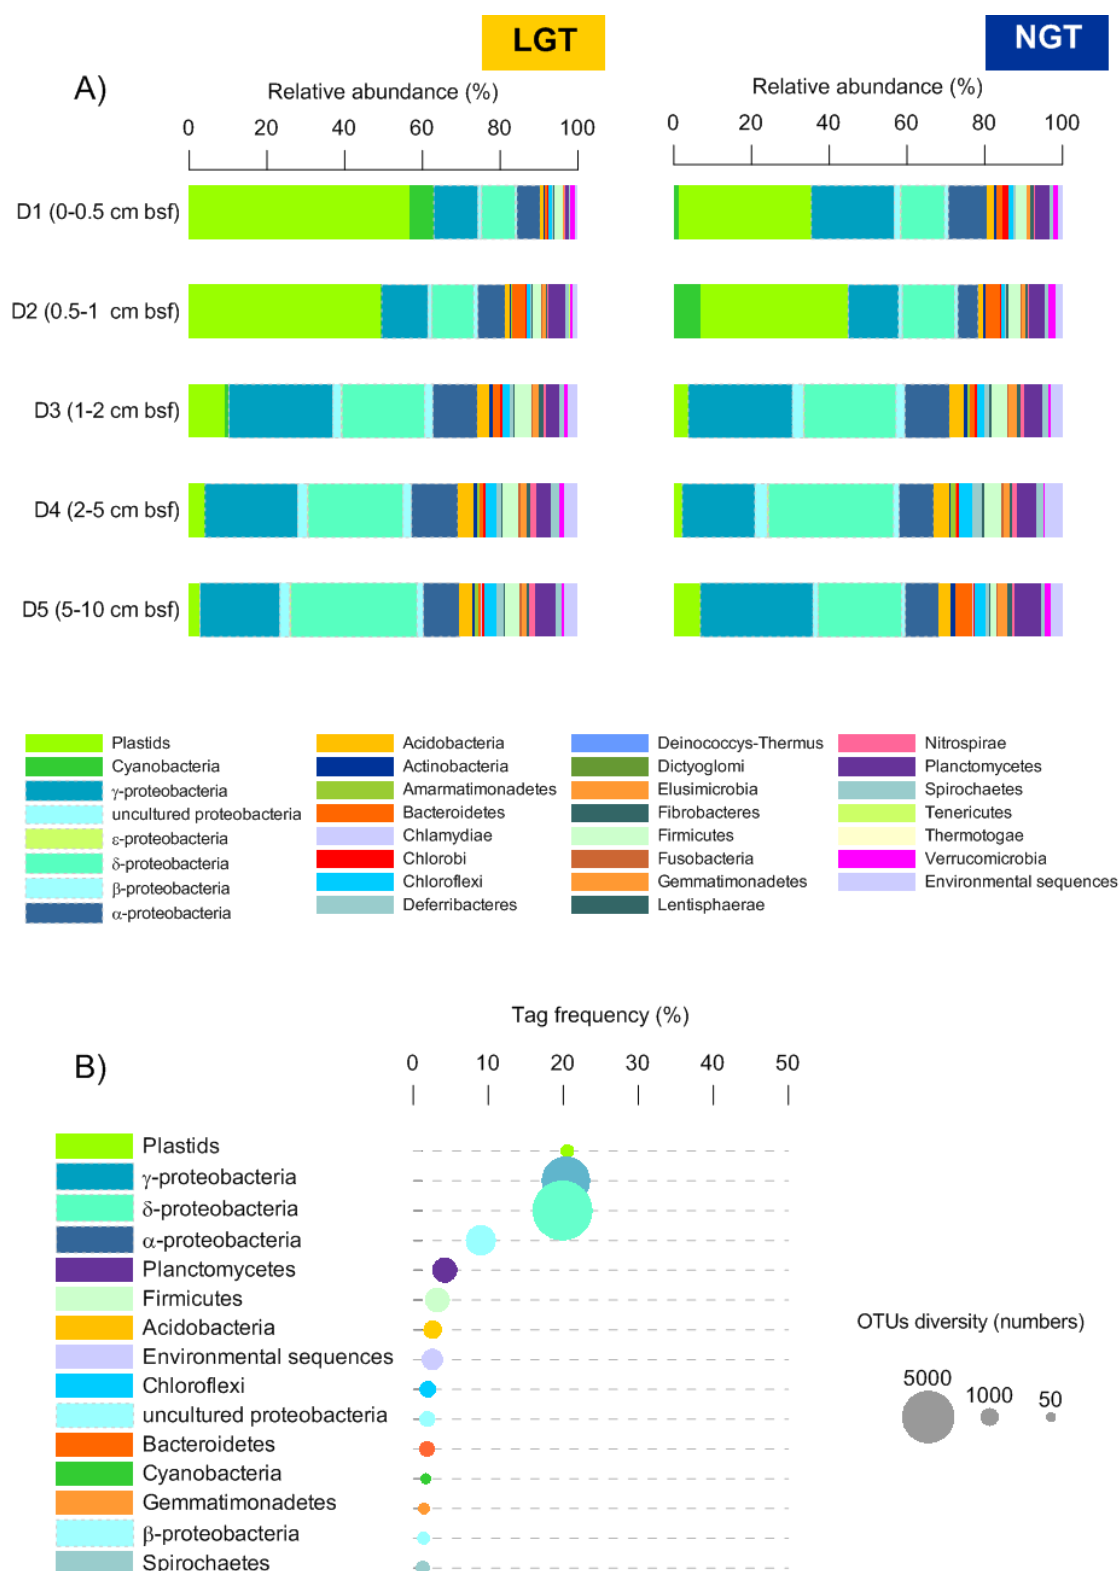 LGT
NGT
A)
Relative abundance (%)
Relative abundance (%)
0 20 40 60 80 100
0 20 40 60 80 100
D1 (0-0.5 cm bsf)
D2 (0.5-1 cm bsf)
D3 (1-2 cm bsf)
D4 (2-5 cm bsf)
D5 (5-10 cm bsf)
Plastids
Cyanobacteria
γ-proteobacteria
uncultured proteobacteria
ε-proteobacteria
δ-proteobacteria
β-proteobacteria
α-proteobacteria
Acidobacteria
Actinobacteria
Amarmatimonadetes
Bacteroidetes
Chlamydiae
Chlorobi
Chloroflexi
Deferribacteres
Deinococcys-Thermus
Dictyoglomi
Elusimicrobia
Fibrobacteres
Firmicutes
Fusobacteria
Gemmatimonadetes
Lentisphaerae
Nitrospirae
Planctomycetes
Spirochaetes
Tenericutes
Thermotogae
Verrucomicrobia
Environmental sequences
Tag frequency (%)
B)
0 10 20 30 40 50
Plastids
γ-proteobacteria
δ-proteobacteria
α-proteobacteria
Planctomycetes
Firmicutes
Acidobacteria
Environmental sequences
Chloroflexi
uncultured proteobacteria
Bacteroidetes
Cyanobacteria
Gemmatimonadetes
β-proteobacteria
Spirochaetes
OTUs diversity (numbers)
5000 1000 50